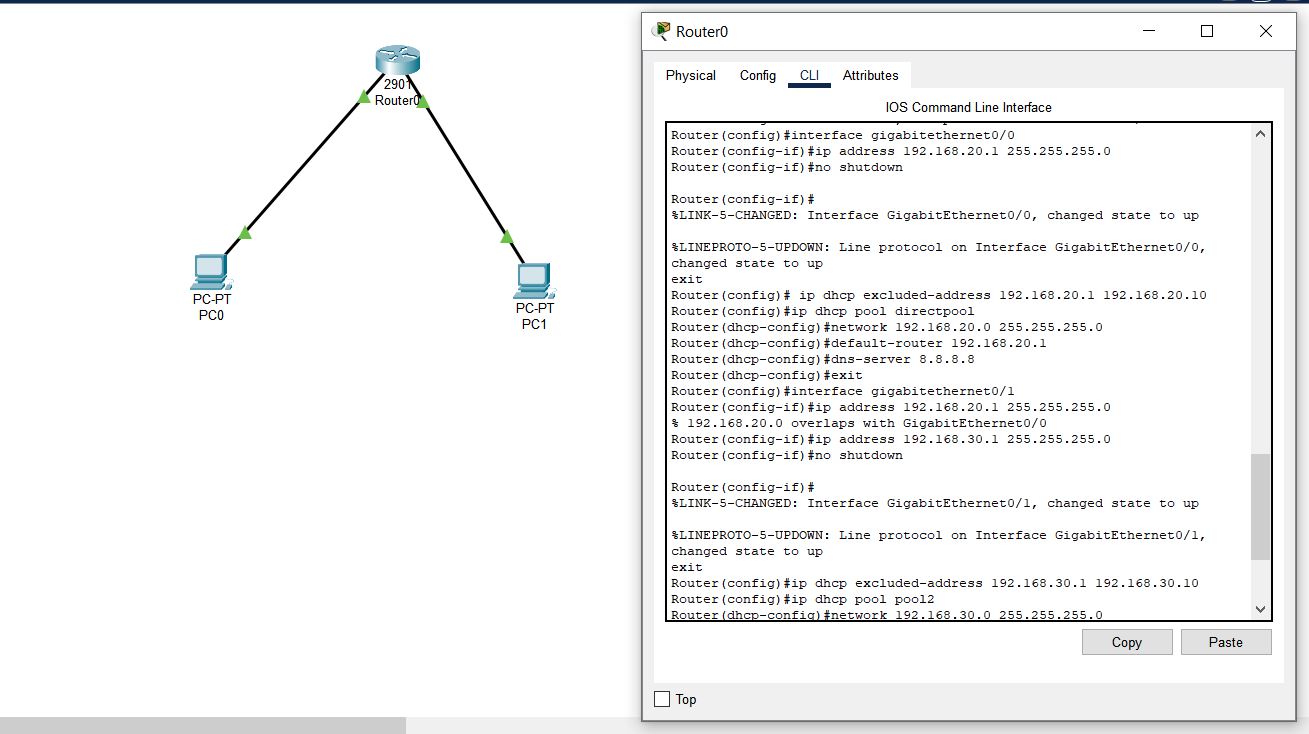 2901
Router0
PC-PT
PC0
PC-PT
PC1
Router0
Physical Config CLI Attributes
IOS Command Line Interface
Router(config)#interface gigabitethernet0/0
Router(config-if)#ip address 192.168.20.1 255.255.255.0
Router(config-if)#no shutdown
Router(config-if)#
%LINK-5-CHANGED: Interface GigabitEthernet0/0, changed state to up
%LINEPROTO-5-UPDOWN: Line protocol on Interface GigabitEthernet0/0,
changed state to up
exit
Router(config)# ip dhcp excluded-address 192.168.20.1 192.168.20.10
Router(config)#ip dhcp pool directpool
Router(dhcp-config)#network 192.168.20.0 255.255.255.0
Router(dhcp-config)#default-router 192.168.20.1
Router(dhcp-config)#dns-server 8.8.8.8
Router(dhcp-config)#exit
Router(config)#interface gigabitethernet0/1
Router(config-if)#ip address 192.168.20.1 255.255.255.0
% 192.168.20.0 overlaps with GigabitEthernet0/0
Router(config-if)#ip address 192.168.30.1 255.255.255.0
Router(config-if)#no shutdown
Router(config-if)#
%LINK-5-CHANGED: Interface GigabitEthernet0/1, changed state to up
%LINEPROTO-5-UPDOWN: Line protocol on Interface GigabitEthernet0/1,
changed state to up
exit
Router(config)#ip dhcp excluded-address 192.168.30.1 192.168.30.10
Router(config)#ip dhcp pool pool2
Router(dhcp-config)#network 192.168.30.0 255.255.255.0
Copy Paste
Top